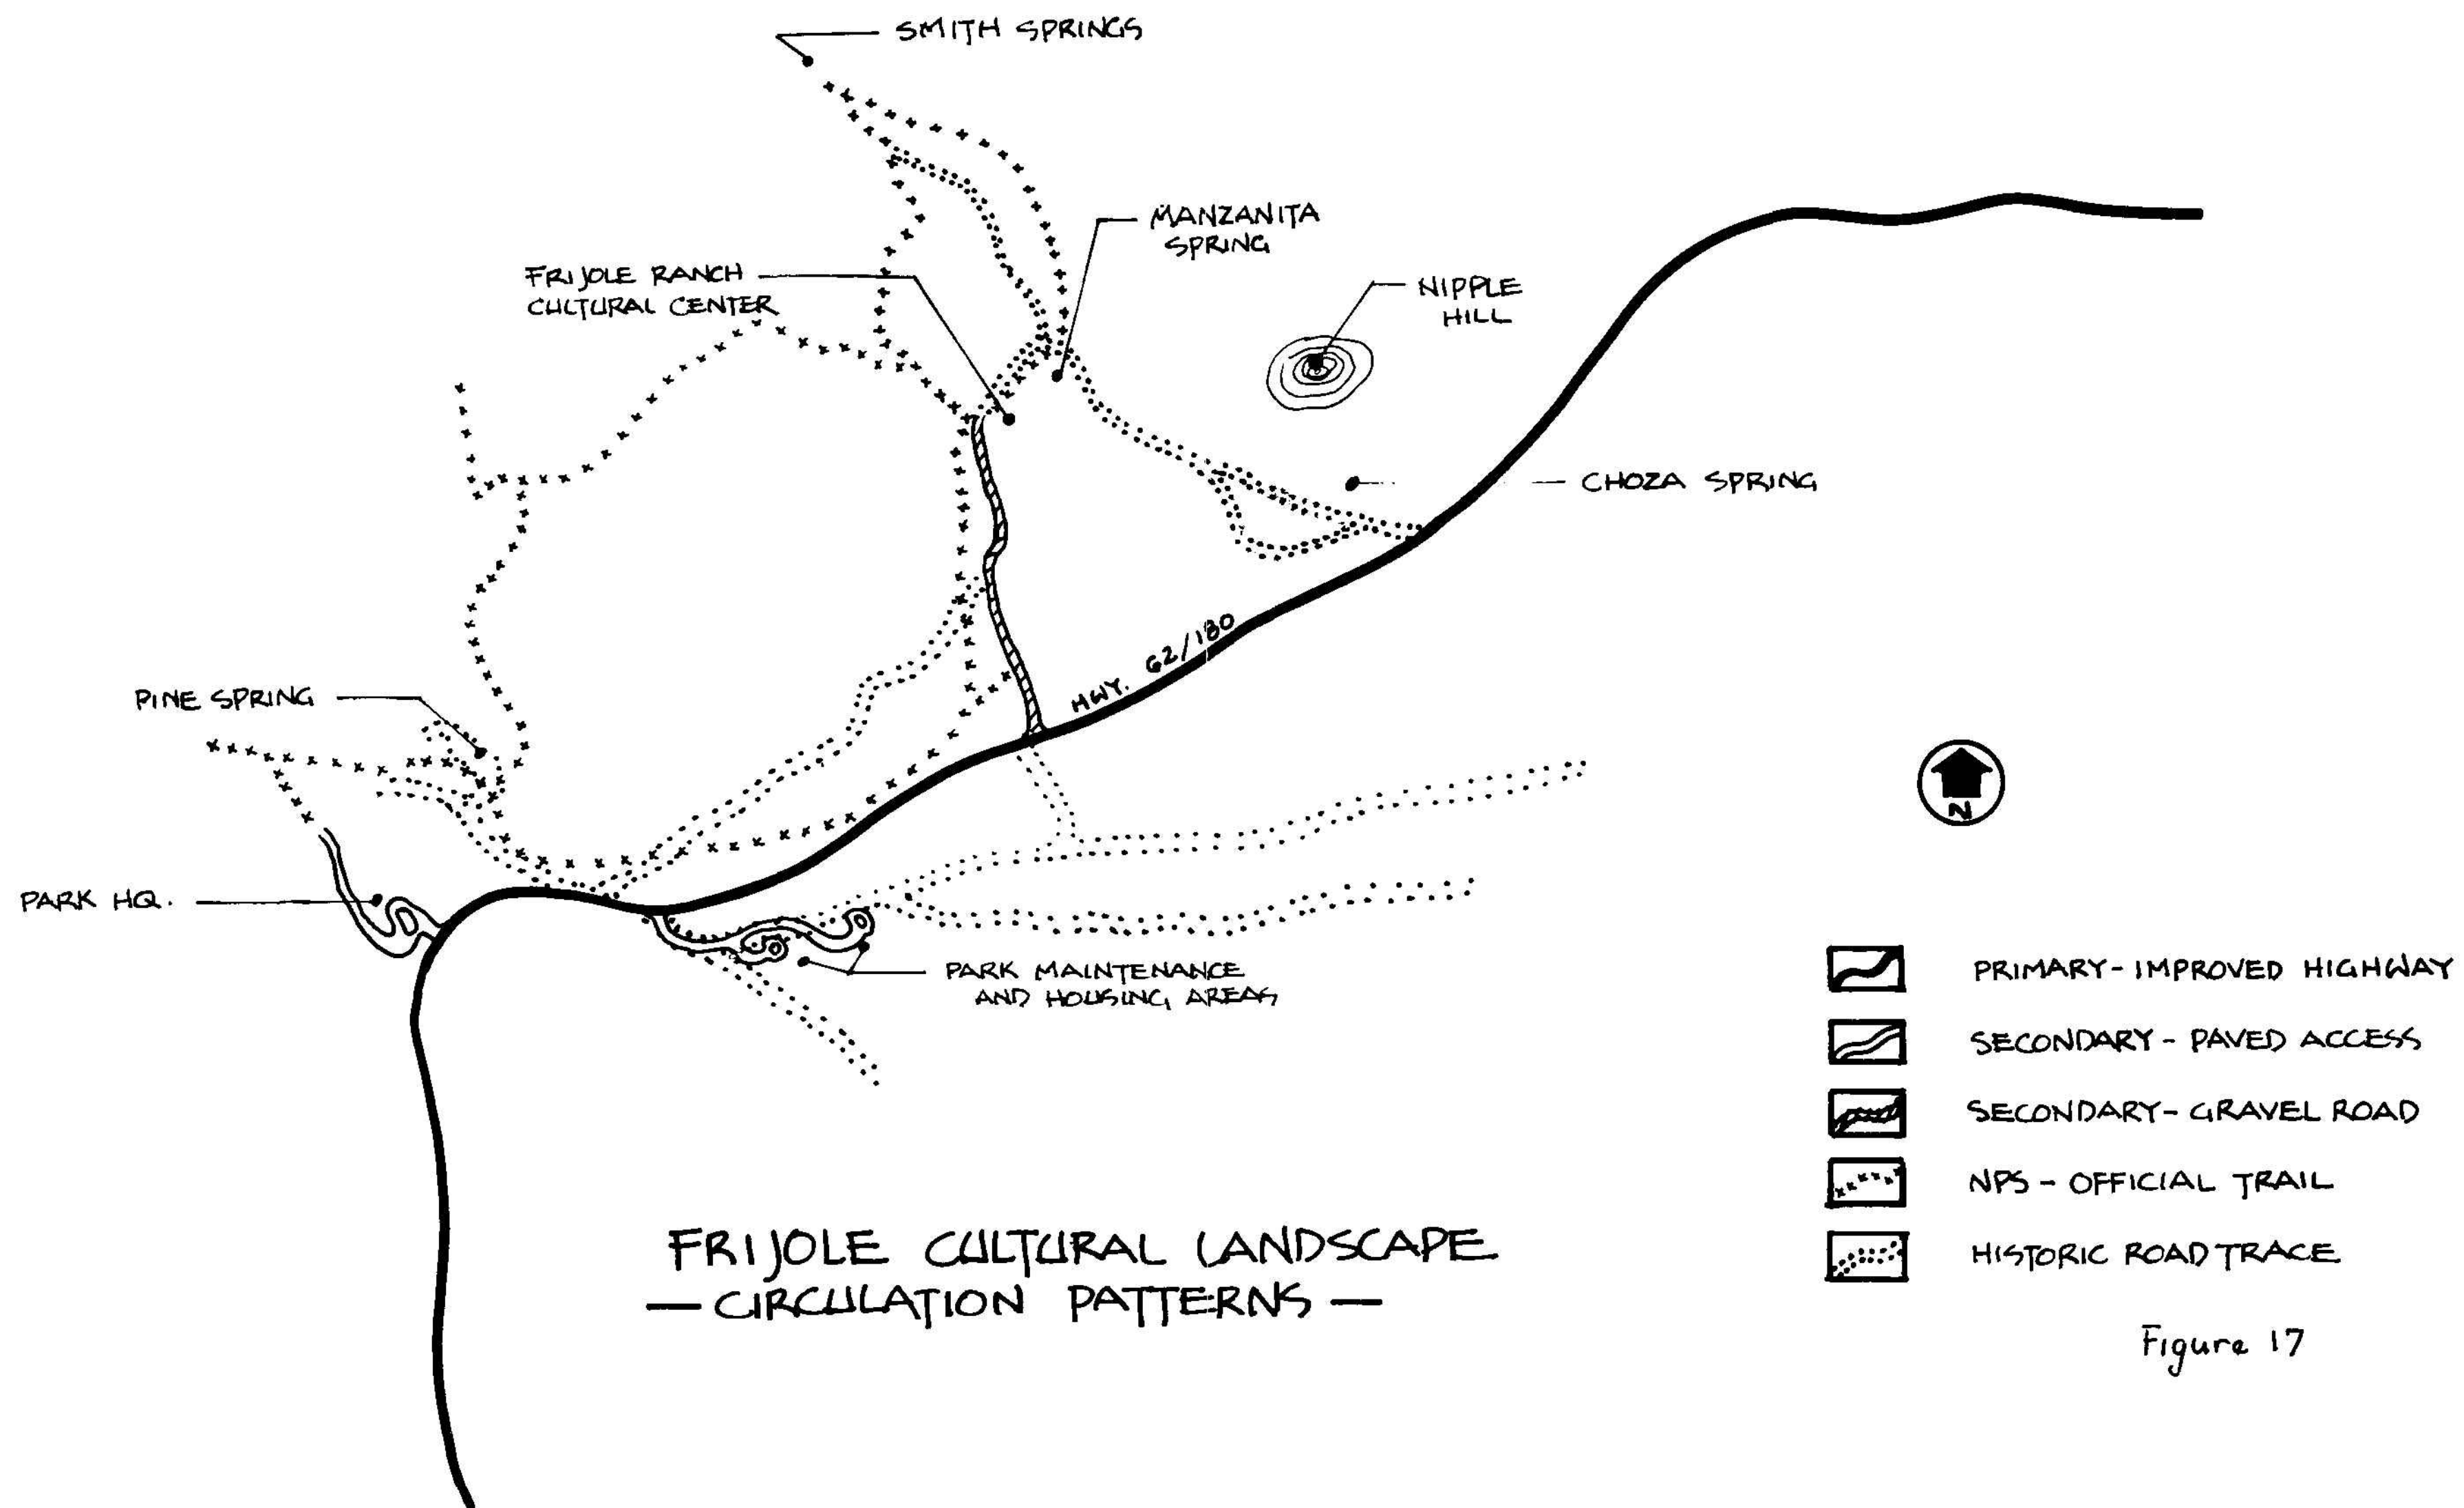 SMITH SPRINGS
MANZANITA
SPRING
FRIJOLE RANCH
CULTURAL CENTER
NIPPLE
HILL
CHOZA SPRING
HWY. 62/180
PINE SPRING
N
PARK HQ.
PARK MAINTENANCE
AND HOUSING AREAS
PRIMARY-IMPROVED HIGHWAY
SECONDARY - PAVED ACCESS
SECONDARY-GRAVEL ROAD
NPS - OFFICIAL TRAIL
HISTORIC ROAD TRACE
FRIJOLE CULTURAL LANDSCAPE
— CIRCULATION PATTERNS —
Figure 17